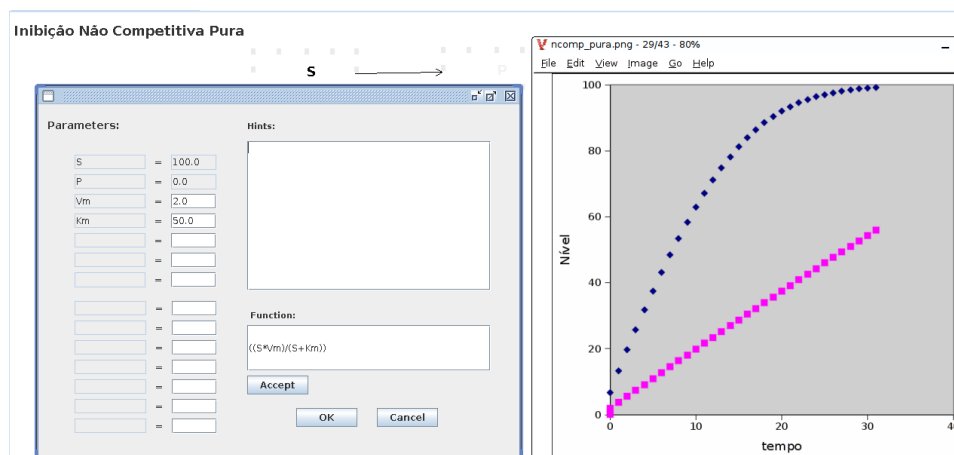 Inibição Não Competitiva Pura
S
P
Parameters:
Hints:
S = 100.0
P = 0.0
Vm = 2.0
Km = 50.0
=
=
=
=
=
=
=
=
=
=
Function:
((S*Vm)/(S+Km))
Accept
OK Cancel
ncomp_pura.png - 29/43 - 80%
File Edit View Image Go Help
100
80
60
40
20
0
Nível
0 10 20 30 40
tempo